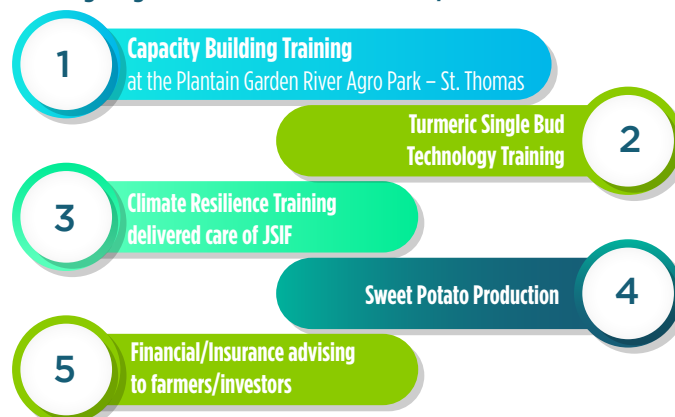 1
Capacity Building Training
at the Plantain Garden River Agro Park – St. Thomas
Turmeric Single Bud
Technology Training
2
3
Climate Resilience Training
delivered care of JSIF
Sweet Potato Production
4
5
Financial/Insurance advising
to farmers/investors